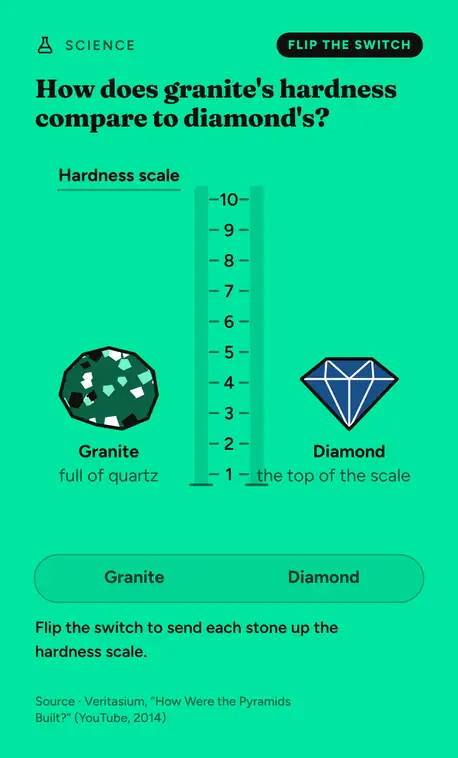 SCIENCE
FLIP THE SWITCH
How does granite's hardness
compare to diamond's?
Hardness scale
10
9
8
7
6
5
4
3
2
1
Granite
full of quartz
Diamond
the top of the scale
Granite
Diamond
Flip the switch to send each stone up the
hardness scale.
Source · Veritasium, “How Were the Pyramids
Built?” (YouTube, 2014)